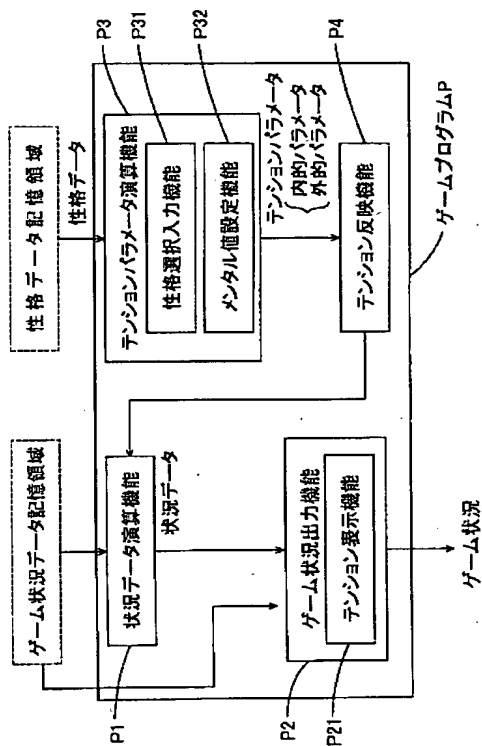 ゲーム状況データ記憶領域
性格データ記憶領域
性格データ
P3
テンションパラメータ演算機能
P31
性格選択入力機能
P32
メンタル値設定機能
P1
状況データ演算機能
状況データ
テンションパラメータ
内的パラメータ
外的パラメータ
P4
テンション反映機能
P2
ゲーム状況出力機能
P21
テンション表示機能
ゲームプログラムP
ゲーム状況